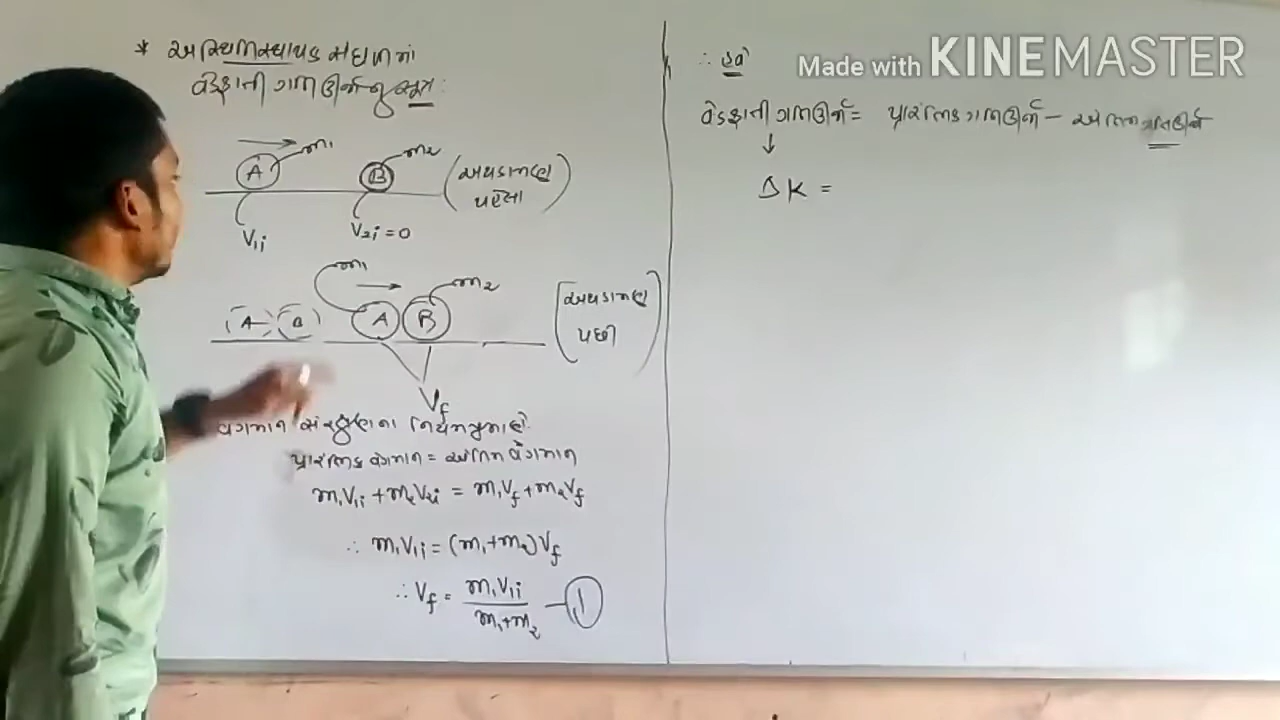 * અસ્થિતિસ્થાપક સંઘાતમાં
વેડફાતી ગતિઊર્જાનું સૂત્ર:
A m₁ B m₂ (અથડામણ પહેલા)
V₁ᵢ V₂ᵢ = 0
m₁ m₂
A B A B (અથડામણ પછી)
V_f
વેગમાન સંરક્ષણના નિયમ
પ્રારંભિક વેગમાન = અંતિમ વેગમાન
m₁V₁ᵢ + m₂V₂ᵢ = m₁V_f + m₂V_f
∴ m₁V₁ᵢ = (m₁+m₂)V_f
∴ V_f = m₁V₁ᵢ / m₁+m₂ — ①
∴ હવે
વેડફાતી ગતિઊર્જા = પ્રારંભિક ગતિઊર્જા − અંતિમ ગતિઊર્જા
↓
ΔK =
Made with KINEMASTER